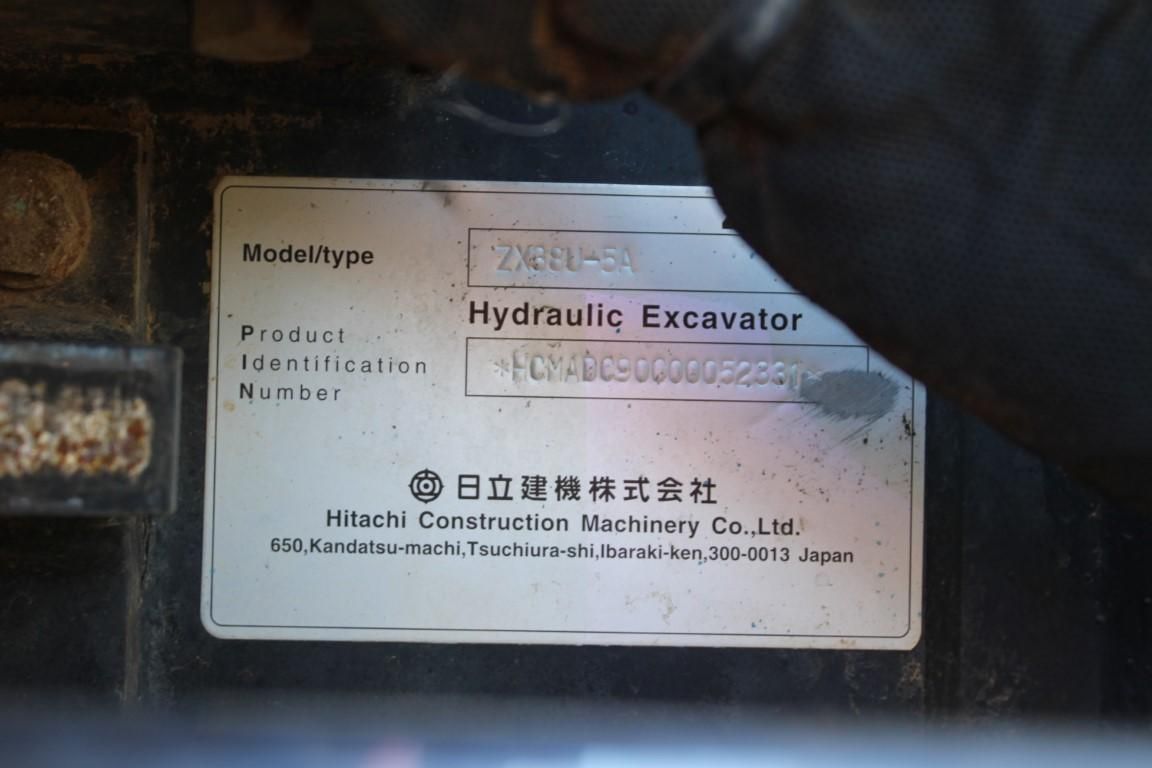 Model/type ZX38U-5A
Hydraulic Excavator
Product
Identification
Number
*HCMADC90C00052331*
日立建機株式会社
Hitachi Construction Machinery Co.,Ltd.
650,Kandatsu-machi,Tsuchiura-shi,Ibaraki-ken,300-0013 Japan